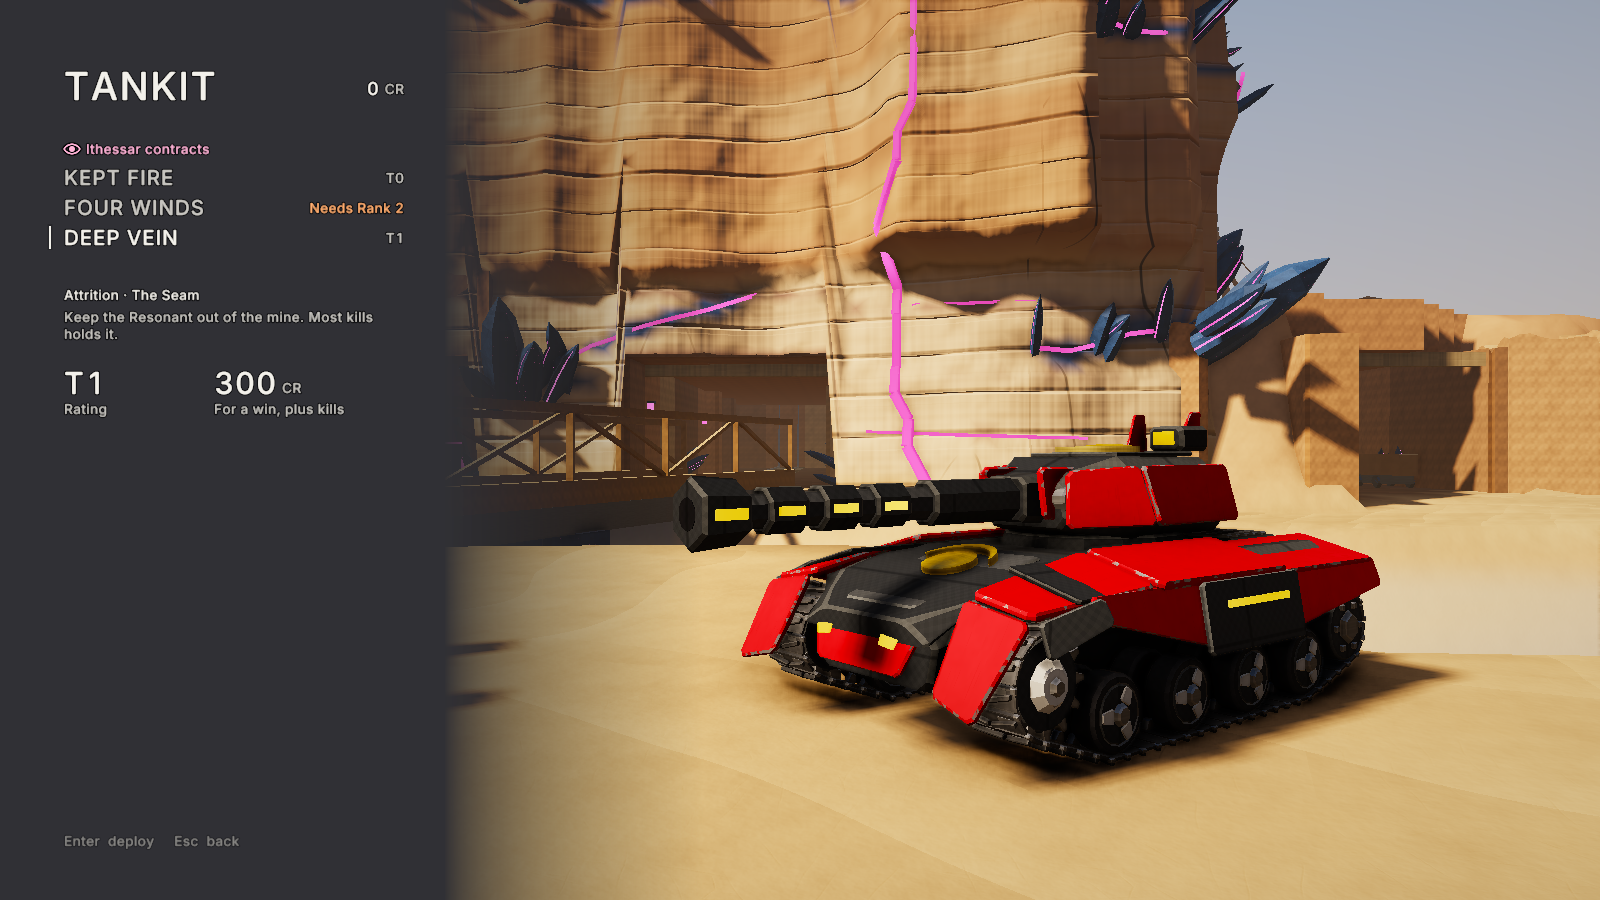 TANKIT
0 CR
Ithessar contracts
KEPT FIRE T0
FOUR WINDS Needs Rank 2
DEEP VEIN T1
Attrition · The Seam
Keep the Resonant out of the mine. Most kills
holds it.
T1 300 CR
Rating For a win, plus kills
Enter deploy Esc back